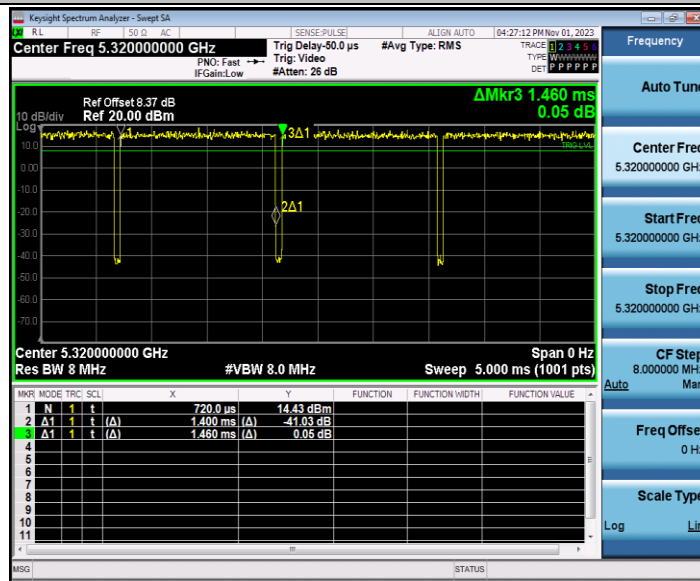 Keysight Spectrum Analyzer - Swept SA
RL RF 50 Ω AC SENSE:PULSE ALIGN AUTO 04:27:12 PM Nov 01, 2023
Center Freq 5.320000000 GHz
PNO: Fast
IFGain:Low
Trig Delay-50.0 µs
Trig: Video
#Atten: 26 dB
#Avg Type: RMS
TRACE 1 2 3 4 5 6
TYPE WWWWWW
DET P P P P P P
ΔMkr3 1.460 ms
0.05 dB
Ref Offset 8.37 dB
10 dB/div Ref 20.00 dBm
Log
10.0
0.00
-10.0
-20.0
-30.0
-40.0
-50.0
-60.0
-70.0
1
3Δ1
TRIG LVL
2Δ1
Center 5.320000000 GHz Span 0 Hz
Res BW 8 MHz #VBW 8.0 MHz Sweep 5.000 ms (1001 pts)
MKR MODE TRC SCL X Y FUNCTION FUNCTION WIDTH FUNCTION VALUE
1 N 1 t 720.0 µs 14.43 dBm
2 Δ1 1 t (Δ) 1.400 ms (Δ) -41.03 dB
3 Δ1 1 t (Δ) 1.460 ms (Δ) 0.05 dB
4
5
6
7
8
9
10
11
MSG STATUS
Frequency
Auto Tune
Center Freq
5.320000000 GHz
Start Freq
5.320000000 GHz
Stop Freq
5.320000000 GHz
CF Step
8.000000 MHz
Auto Man
Freq Offset
0 Hz
Scale Type
Log Lin